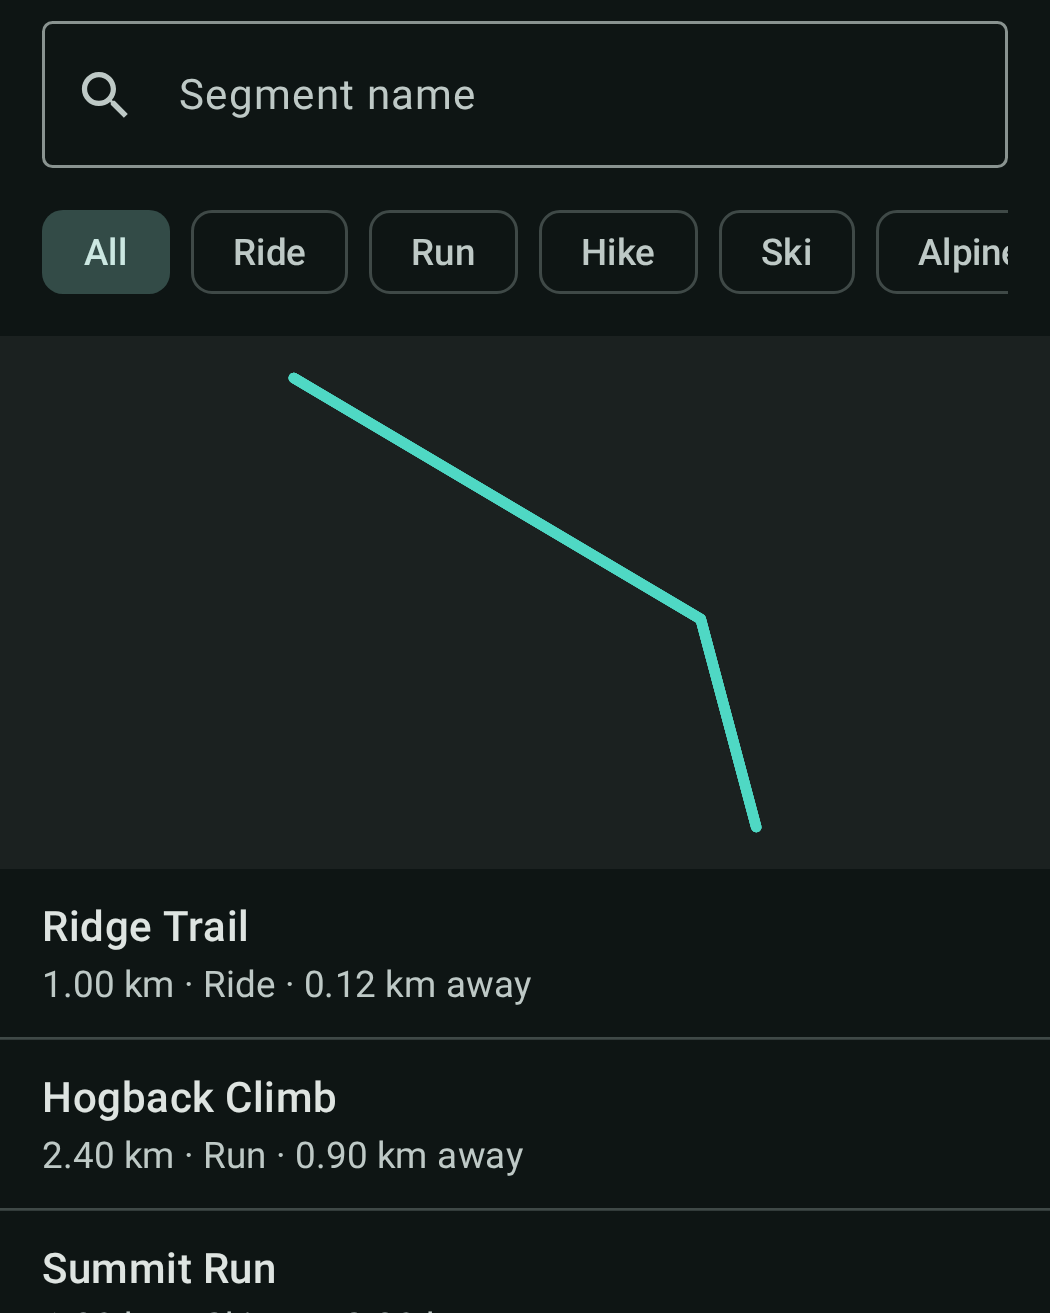 Segment name
All Ride Run Hike Ski Alpine
Ridge Trail
1.00 km · Ride · 0.12 km away
Hogback Climb
2.40 km · Run · 0.90 km away
Summit Run